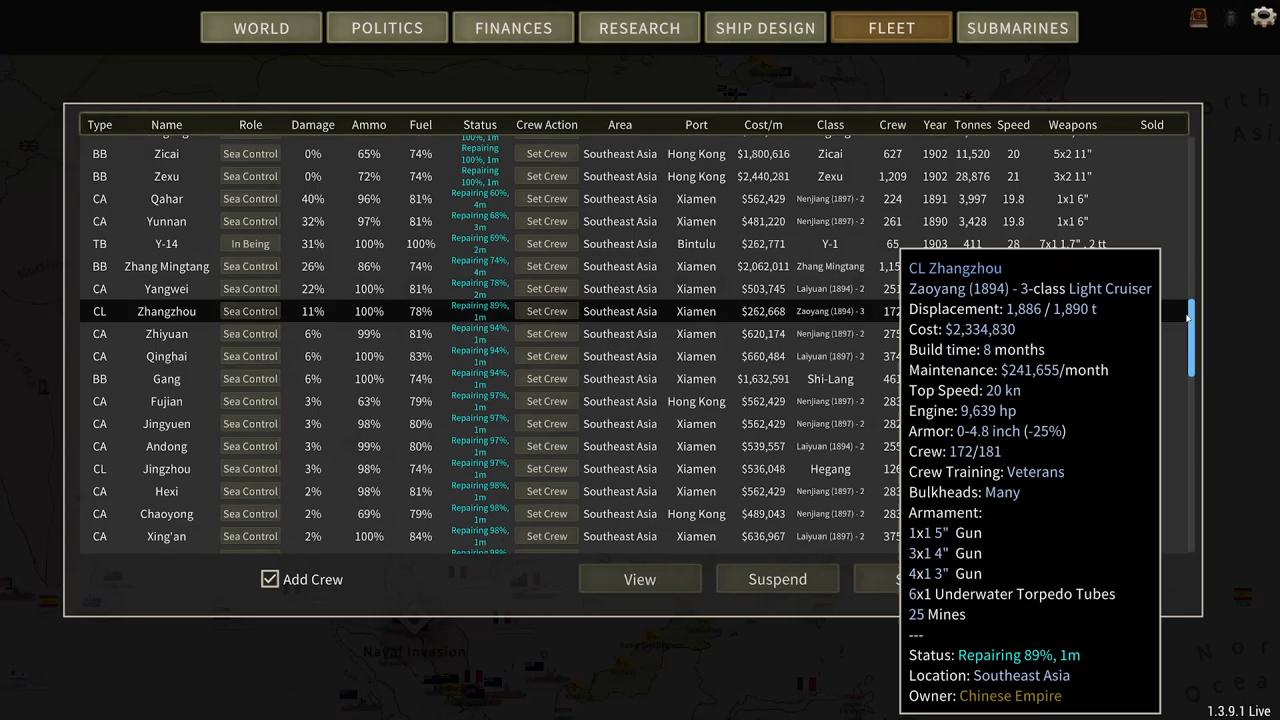 WORLD POLITICS FINANCES RESEARCH SHIP DESIGN FLEET SUBMARINES
Type Name Role Damage Ammo Fuel Status Crew Action Area Port Cost/m Class Crew Year Tonnes Speed Weapons Sold
100%, 1m
BB Zicai Sea Control 0% 65% 74% Repairing 100%, 1m Set Crew Southeast Asia Hong Kong $1,800,616 Zicai 627 1902 11,520 20 5x2 11"
BB Zexu Sea Control 0% 72% 74% Repairing 100%, 1m Set Crew Southeast Asia Hong Kong $2,440,281 Zexu 1,209 1902 28,876 21 3x2 11"
CA Qahar Sea Control 40% 96% 81% Repairing 60%, 4m Set Crew Southeast Asia Xiamen $562,429 Nenjiang (1897) - 2 224 1891 3,997 19.8 1x1 6"
CA Yunnan Sea Control 32% 97% 81% Repairing 68%, 3m Set Crew Southeast Asia Xiamen $481,220 Nenjiang (1897) - 2 261 1890 3,428 19.8 1x1 6"
TB Y-14 In Being 31% 100% 100% Repairing 69%, 2m Set Crew Southeast Asia Bintulu $262,771 Y-1 65 1903 411 28 7x1 1.7" , 2 tt
BB Zhang Mingtang Sea Control 26% 86% 74% Repairing 74%, 4m Set Crew Southeast Asia Xiamen $2,062,011 Zhang Mingtang
CA Yangwei Sea Control 22% 100% 81% Repairing 78%, 2m Set Crew Southeast Asia Xiamen $503,745 Laiyuan (1894) - 2 251
CL Zhangzhou Sea Control 11% 100% 78% Repairing 89%, 1m Set Crew Southeast Asia Xiamen $262,668 Zaoyang (1894) - 3 172
CA Zhiyuan Sea Control 6% 99% 81% Repairing 94%, 1m Set Crew Southeast Asia Xiamen $620,174 Nenjiang (1897) - 2 275
CA Qinghai Sea Control 6% 100% 83% Repairing 94%, 1m Set Crew Southeast Asia Xiamen $660,484 Laiyuan (1897) - 2 374
BB Gang Sea Control 6% 100% 74% Repairing 94%, 1m Set Crew Southeast Asia Xiamen $1,632,591 Shi-Lang 461
CA Fujian Sea Control 3% 63% 79% Repairing 97%, 1m Set Crew Southeast Asia Hong Kong $562,429 Nenjiang (1897) - 2 283
CA Jingyuen Sea Control 3% 98% 80% Repairing 97%, 1m Set Crew Southeast Asia Xiamen $562,429 Nenjiang (1897) - 2 282
CA Andong Sea Control 3% 99% 80% Repairing 97%, 1m Set Crew Southeast Asia Xiamen $539,557 Laiyuan (1894) - 2 255
CL Jingzhou Sea Control 3% 98% 74% Repairing 97%, 1m Set Crew Southeast Asia Xiamen $536,048 Hegang 126
CA Hexi Sea Control 2% 98% 81% Repairing 98%, 1m Set Crew Southeast Asia Xiamen $562,429 Nenjiang (1897) - 2 283
CA Chaoyong Sea Control 2% 69% 79% Repairing 98%, 1m Set Crew Southeast Asia Hong Kong $489,043 Nenjiang (1897) - 2 283
CA Xing'an Sea Control 2% 100% 84% Repairing 98%, 1m Set Crew Southeast Asia Xiamen $636,967 Laiyuan (1897) - 2 375
Add Crew View Suspend
CL Zhangzhou
Zaoyang (1894) - 3-class Light Cruiser
Displacement: 1,886 / 1,890 t
Cost: $2,334,830
Build time: 8 months
Maintenance: $241,655/month
Top Speed: 20 kn
Engine: 9,639 hp
Armor: 0-4.8 inch (-25%)
Crew: 172/181
Crew Training: Veterans
Bulkheads: Many
Armament:
1x1 5" Gun
3x1 4" Gun
4x1 3" Gun
6x1 Underwater Torpedo Tubes
25 Mines
---
Status: Repairing 89%, 1m
Location: Southeast Asia
Owner: Chinese Empire
Naval Invasion
1.3.9.1 Live